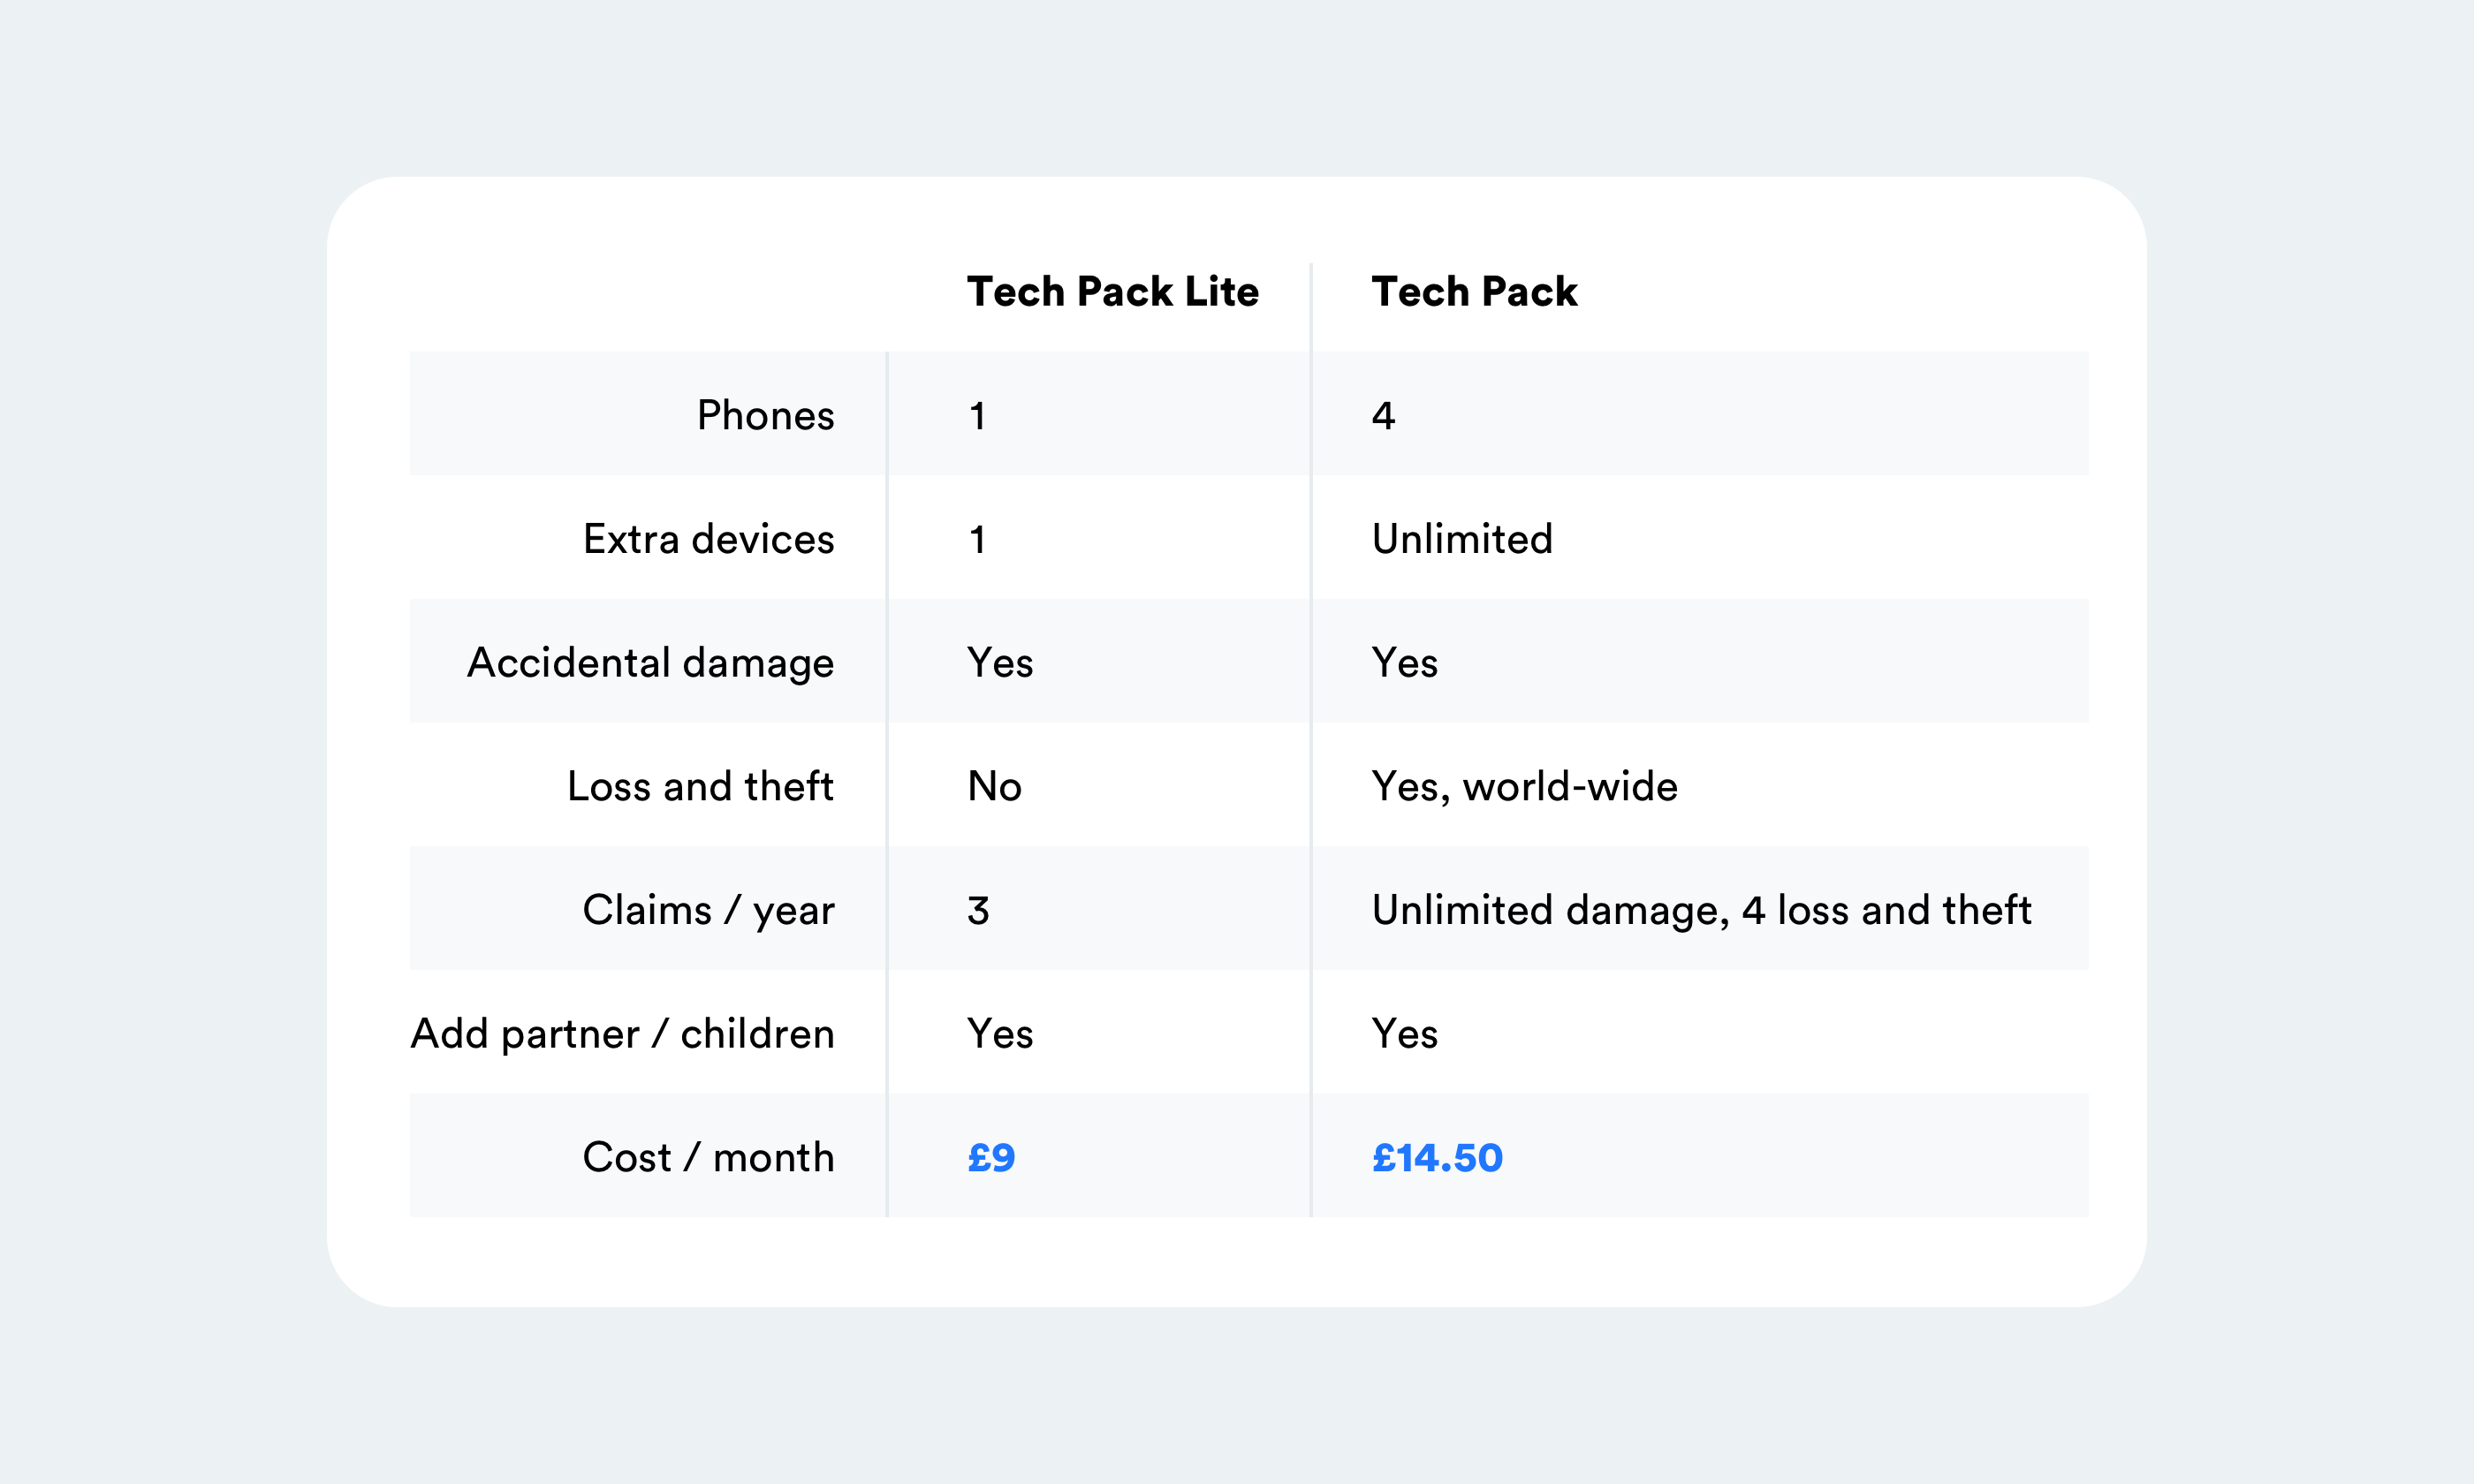 Tech Pack Lite Tech Pack
Phones 1 4
Extra devices 1 Unlimited
Accidental damage Yes Yes
Loss and theft No Yes, world-wide
Claims / year 3 Unlimited damage, 4 loss and theft
Add partner / children Yes Yes
Cost / month £9 £14.50